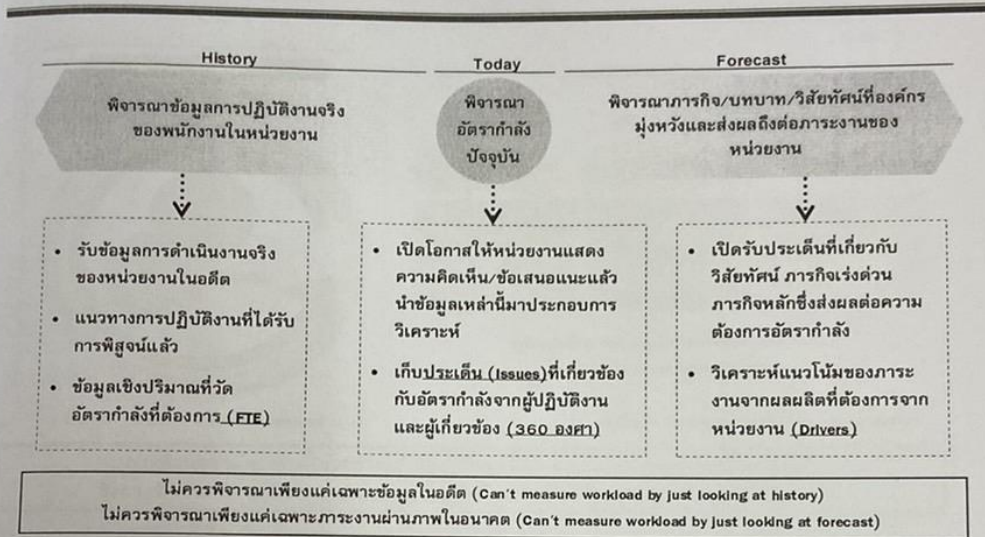 History
พิจารณาข้อมูลการปฏิบัติงานจริง
ของพนักงานในหน่วยงาน
• รับข้อมูลการดำเนินงานจริง
ของหน่วยงานในอดีต
• แนวทางการปฏิบัติงานที่ได้รับ
การพิสูจน์แล้ว
• ข้อมูลเชิงปริมาณที่วัด
อัตรากำลังที่ต้องการ (FTE)
Today
พิจารณา
อัตรากำลัง
ปัจจุบัน
• เปิดโอกาสให้หน่วยงานแสดง
ความคิดเห็น/ข้อเสนอแนะแล้ว
นำข้อมูลเหล่านี้มาประกอบการ
วิเคราะห์
• เก็บประเด็น (Issues)ที่เกี่ยวข้อง
กับอัตรากำลังจากผู้ปฏิบัติงาน
และผู้เกี่ยวข้อง (360 องศา)
Forecast
พิจารณาภารกิจ/บทบาท/วิสัยทัศน์ที่องค์กร
มุ่งหวังและส่งผลถึงต่อภาระงานของ
หน่วยงาน
• เปิดรับประเด็นที่เกี่ยวกับ
วิสัยทัศน์ ภารกิจเร่งด่วน
ภารกิจหลักซึ่งส่งผลต่อความ
ต้องการอัตรากำลัง
• วิเคราะห์แนวโน้มของภาระ
งานจากผลผลิตที่ต้องการจาก
หน่วยงาน (Drivers)
ไม่ควรพิจารณาเพียงแค่เฉพาะข้อมูลในอดีต (Can't measure workload by just looking at history)
ไม่ควรพิจารณาเพียงแค่เฉพาะภาระงานผ่านภาพในอนาคต (Can't measure workload by just looking at forecast)